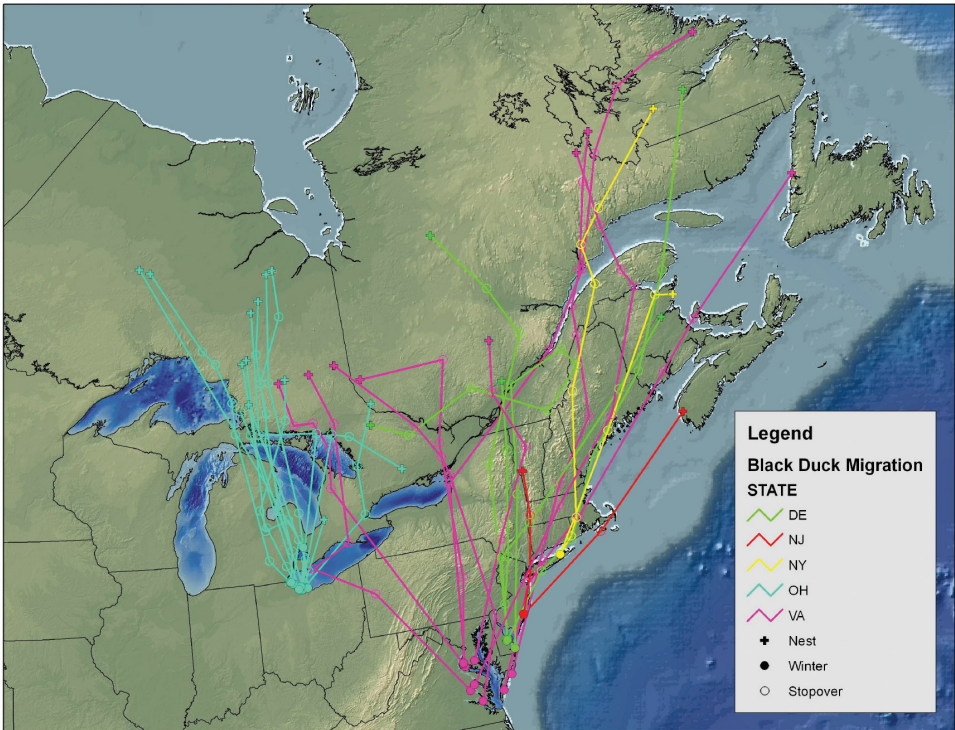 Legend
Black Duck Migration
STATE
DE
NJ
NY
OH
VA
Nest
Winter
Stopover